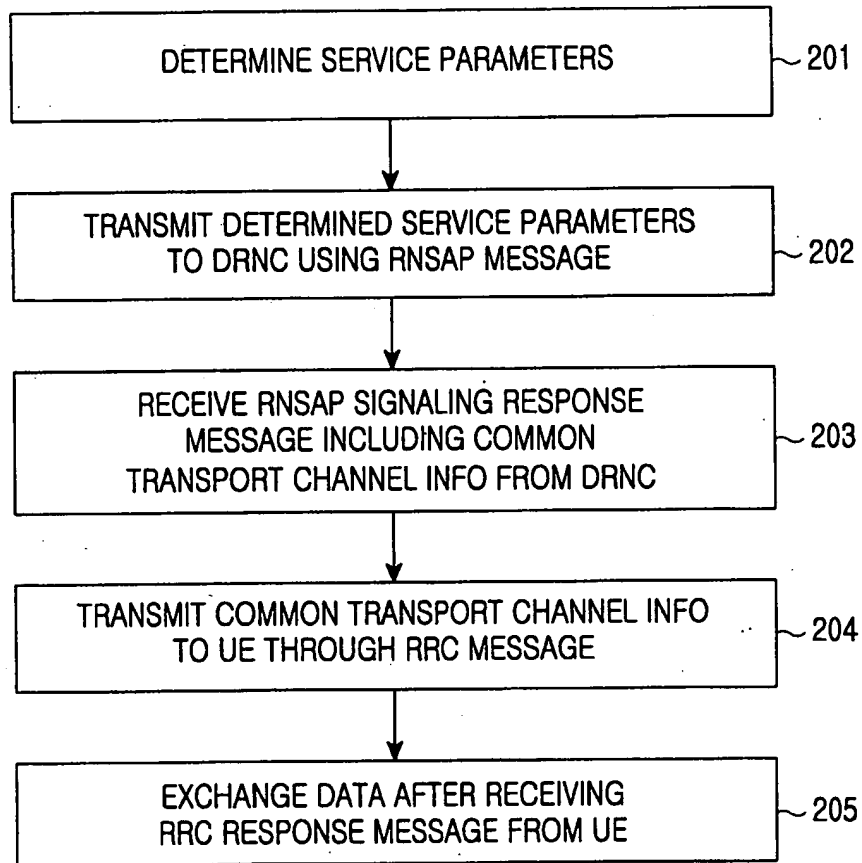 DETERMINE SERVICE PARAMETERS
201
TRANSMIT DETERMINED SERVICE PARAMETERS
TO DRNC USING RNSAP MESSAGE
202
RECEIVE RNSAP SIGNALING RESPONSE
MESSAGE INCLUDING COMMON
TRANSPORT CHANNEL INFO FROM DRNC
203
TRANSMIT COMMON TRANSPORT CHANNEL INFO
TO UE THROUGH RRC MESSAGE
204
EXCHANGE DATA AFTER RECEIVING
RRC RESPONSE MESSAGE FROM UE
205